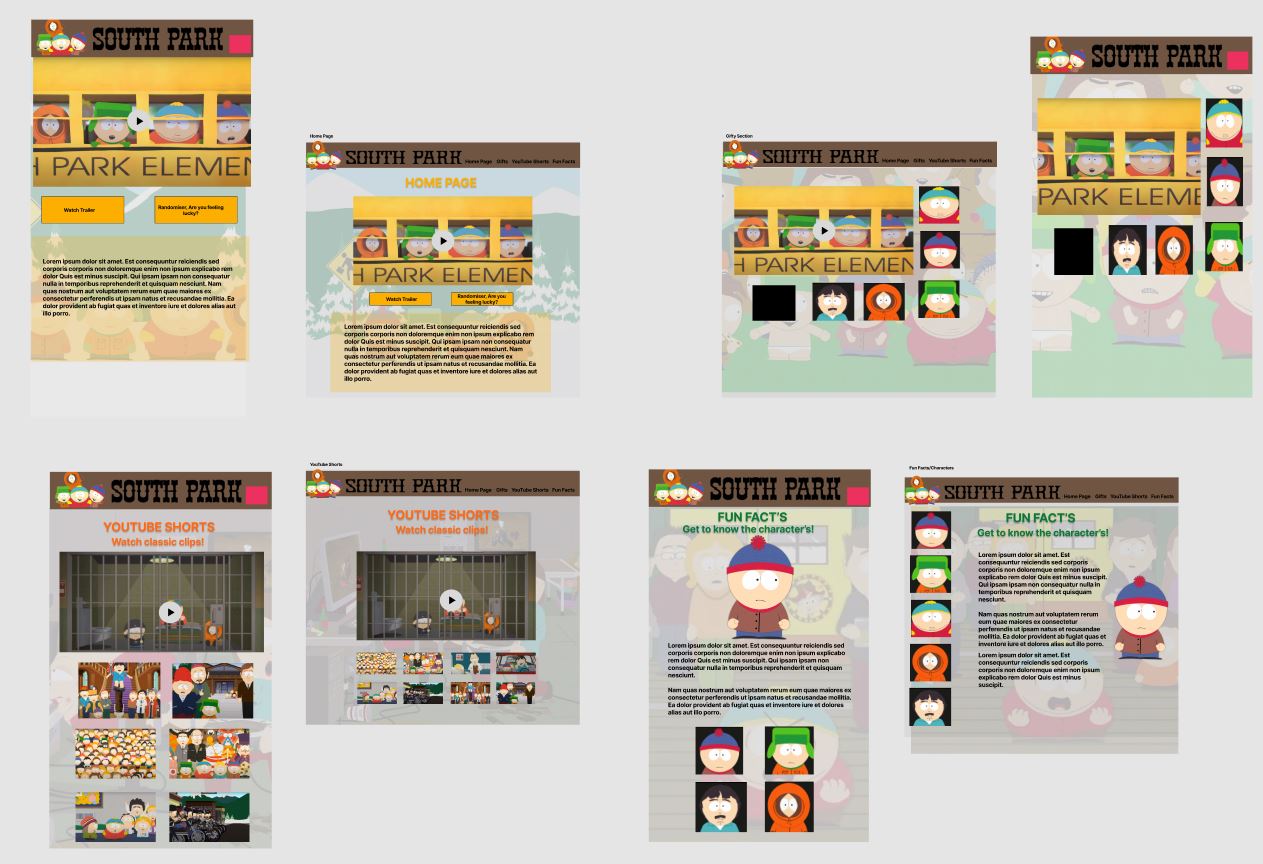 SOUTH PARK
H PARK ELEMEN
Watch Trailer
Randomiser, Are you feeling
lucky?
Lorem ipsum dolor sit amet. Est consequuntur reiciendis sed
corporis corporis non doloremque enim non ipsum explicabo rem
dolor Quis est minus suscipit. Qui ipsam ipsam non consequatur
nulla in temporibus reprehenderit et quisquam nesciunt. Nam
quas nostrum aut voluptatem rerum eum quae maiores ex
consectetur perferendis ut ipsam natus et recusandae mollitia. Ea
dolor provident ab fugiat quas et inventore iure et dolores alias aut
illo porro.
Home Page
SOUTH PARK
Home Page Gifts YouTube Shorts Fun Facts
HOME PAGE
H PARK ELEMEN
Watch Trailer
Randomiser, Are you
feeling lucky?
Lorem ipsum dolor sit amet. Est consequuntur reiciendis sed
corporis corporis non doloremque enim non ipsum explicabo rem
dolor Quis est minus suscipit. Qui ipsam ipsam non consequatur
nulla in temporibus reprehenderit et quisquam nesciunt. Nam
quas nostrum aut voluptatem rerum eum quae maiores ex
consectetur perferendis ut ipsam natus et recusandae mollitia. Ea
dolor provident ab fugiat quas et inventore iure et dolores alias aut
illo porro.
Gifty Section
SOUTH PARK
Home Page Gifts YouTube Shorts Fun Facts
H PARK ELEMEN
SOUTH PARK
PARK ELEMEN
SOUTH PARK
YOUTUBE SHORTS
Watch classic clips!
YouTube Shorts
SOUTH PARK
Home Page Gifts YouTube Shorts Fun Facts
YOUTUBE SHORTS
Watch classic clips!
SOUTH PARK
FUN FACT'S
Get to know the character's!
Lorem ipsum dolor sit amet. Est consequuntur reiciendis sed
corporis corporis non doloremque enim non ipsum explicabo rem
dolor Quis est minus suscipit. Qui ipsam ipsam non
consequatur nulla in temporibus reprehenderit et quisquam
nesciunt.
Nam quas nostrum aut voluptatem rerum eum quae maiores ex
consectetur perferendis ut ipsam natus et recusandae mollitia.
Ea dolor provident ab fugiat quas et inventore iure et dolores
alias aut illo porro.
Fun Facts/Characters
SOUTH PARK
Home Page Gifts YouTube Shorts Fun Facts
FUN FACT'S
Get to know the character's!
Lorem ipsum dolor sit amet. Est
consequuntur reiciendis sed corporis
corporis non doloremque enim non ipsum
explicabo rem dolor Quis est minus suscipit.
Qui ipsam ipsam non consequatur nulla in
temporibus reprehenderit et quisquam
nesciunt.
Nam quas nostrum aut voluptatem rerum
eum quae maiores ex consectetur
perferendis ut ipsam natus et recusandae
mollitia. Ea dolor provident ab fugiat quas et
inventore iure et dolores alias aut illo porro.
Lorem ipsum dolor sit amet. Est
consequuntur reiciendis sed corporis
corporis non doloremque enim non ipsum
explicabo rem dolor Quis est minus
suscipit.